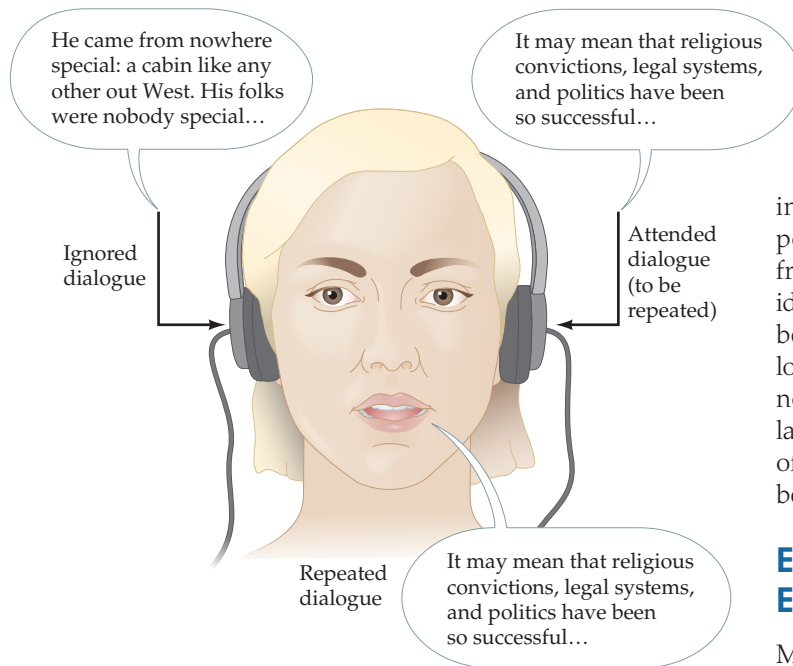 He came from nowhere
special: a cabin like any
other out West. His folks
were nobody special…
It may mean that religious
convictions, legal systems,
and politics have been
so successful…
Ignored
dialogue
Attended
dialogue
(to be
repeated)
Repeated
dialogue
It may mean that religious
convictions, legal systems,
and politics have been
so successful…